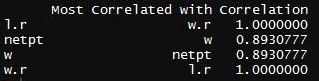 Most Correlated with Correlation
l.r w.r 1.0000000
netpt w 0.8930777
w netpt 0.8930777
w.r l.r 1.0000000